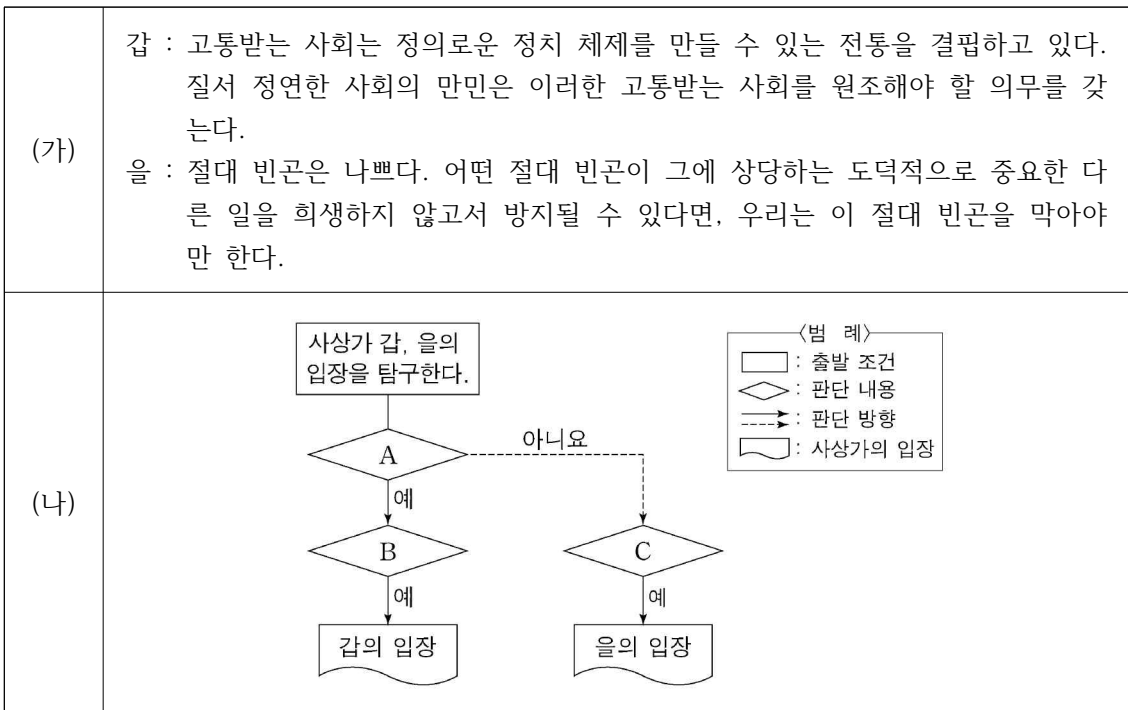 (가)
갑 : 고통받는 사회는 정의로운 정치 체제를 만들 수 있는 전통을 결핍하고 있다.
질서 정연한 사회의 만민은 이러한 고통받는 사회를 원조해야 할 의무를 갖
는다.
을 : 절대 빈곤은 나쁘다. 어떤 절대 빈곤이 그에 상당하는 도덕적으로 중요한 다
른 일을 희생하지 않고서 방지될 수 있다면, 우리는 이 절대 빈곤을 막아야
만 한다.
(나)
사상가 갑, 을의
입장을 탐구한다.
A
아니요
예
B
C
예
예
갑의 입장
을의 입장
〈범 례〉
: 출발 조건
: 판단 내용
: 판단 방향
: 사상가의 입장